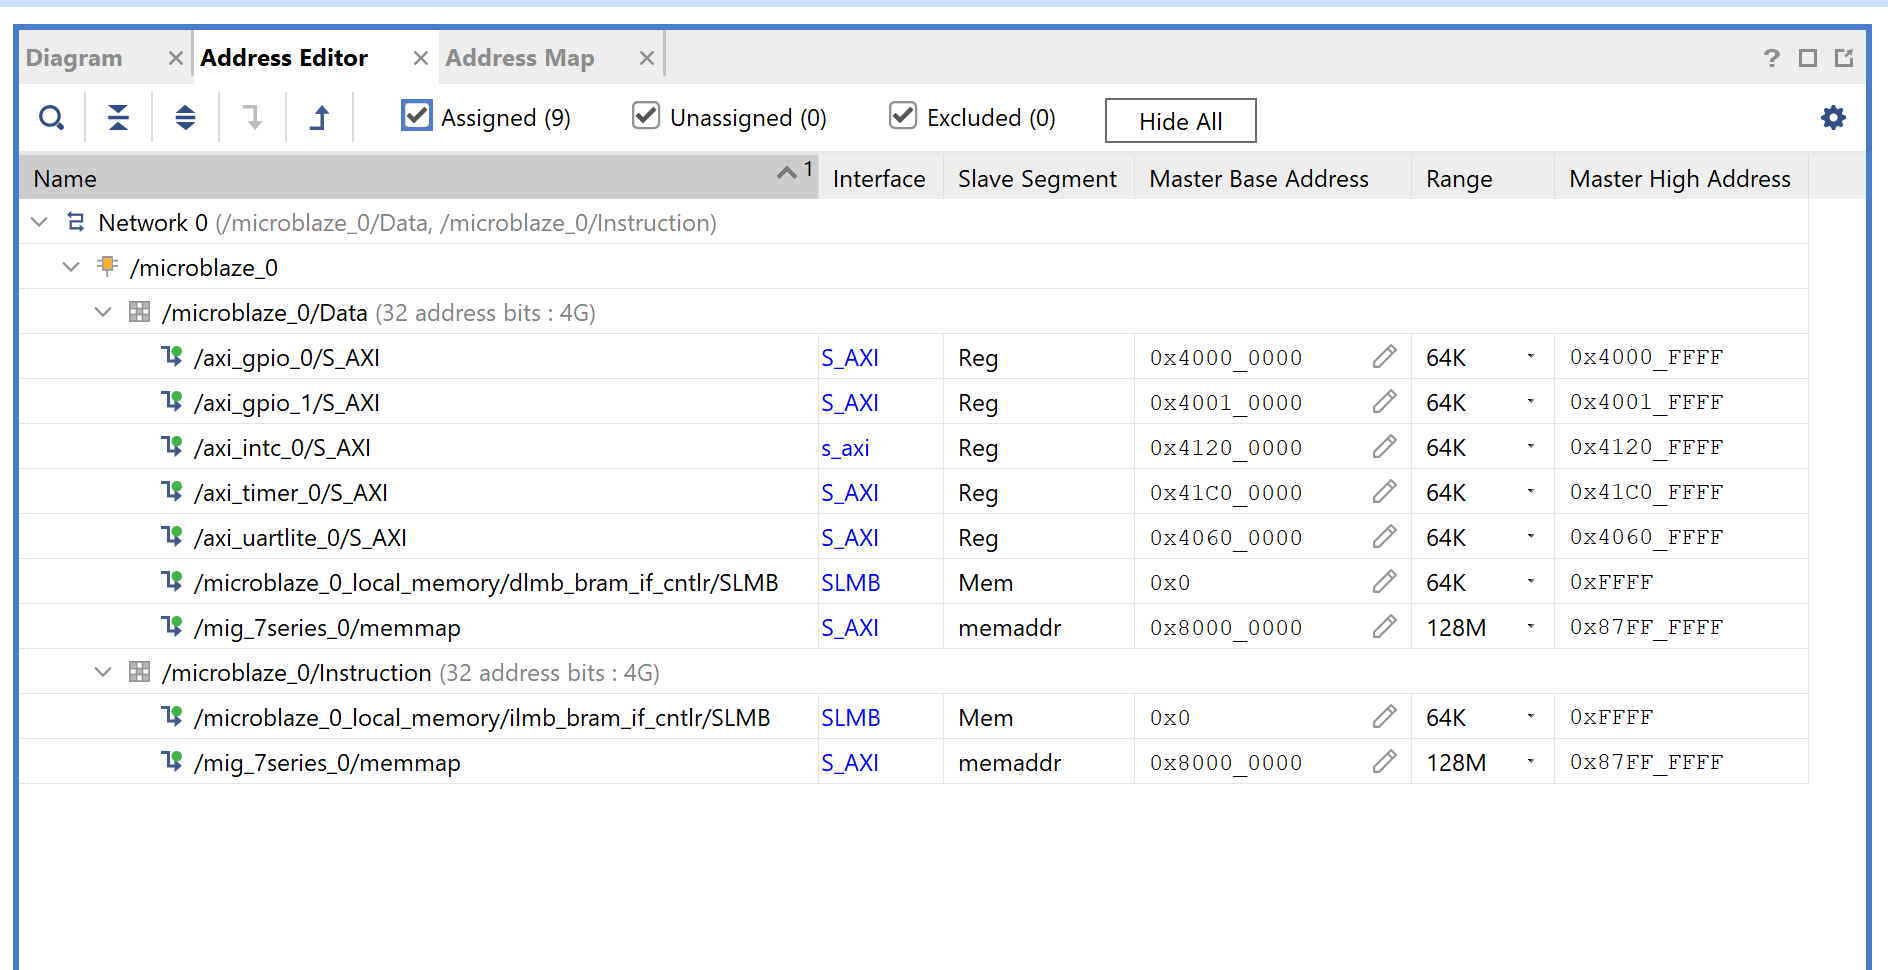 Diagram Address Editor Address Map ?
Assigned (9) Unassigned (0) Excluded (0) Hide All
Name 1 Interface Slave Segment Master Base Address Range Master High Address
Network 0 (/microblaze_0/Data, /microblaze_0/Instruction)
/microblaze_0
/microblaze_0/Data (32 address bits : 4G)
/axi_gpio_0/S_AXI S_AXI Reg 0x4000_0000 64K 0x4000_FFFF
/axi_gpio_1/S_AXI S_AXI Reg 0x4001_0000 64K 0x4001_FFFF
/axi_intc_0/S_AXI s_axi Reg 0x4120_0000 64K 0x4120_FFFF
/axi_timer_0/S_AXI S_AXI Reg 0x41C0_0000 64K 0x41C0_FFFF
/axi_uartlite_0/S_AXI S_AXI Reg 0x4060_0000 64K 0x4060_FFFF
/microblaze_0_local_memory/dlmb_bram_if_cntlr/SLMB SLMB Mem 0x0 64K 0xFFFF
/mig_7series_0/memmap S_AXI memaddr 0x8000_0000 128M 0x87FF_FFFF
/microblaze_0/Instruction (32 address bits : 4G)
/microblaze_0_local_memory/ilmb_bram_if_cntlr/SLMB SLMB Mem 0x0 64K 0xFFFF
/mig_7series_0/memmap S_AXI memaddr 0x8000_0000 128M 0x87FF_FFFF